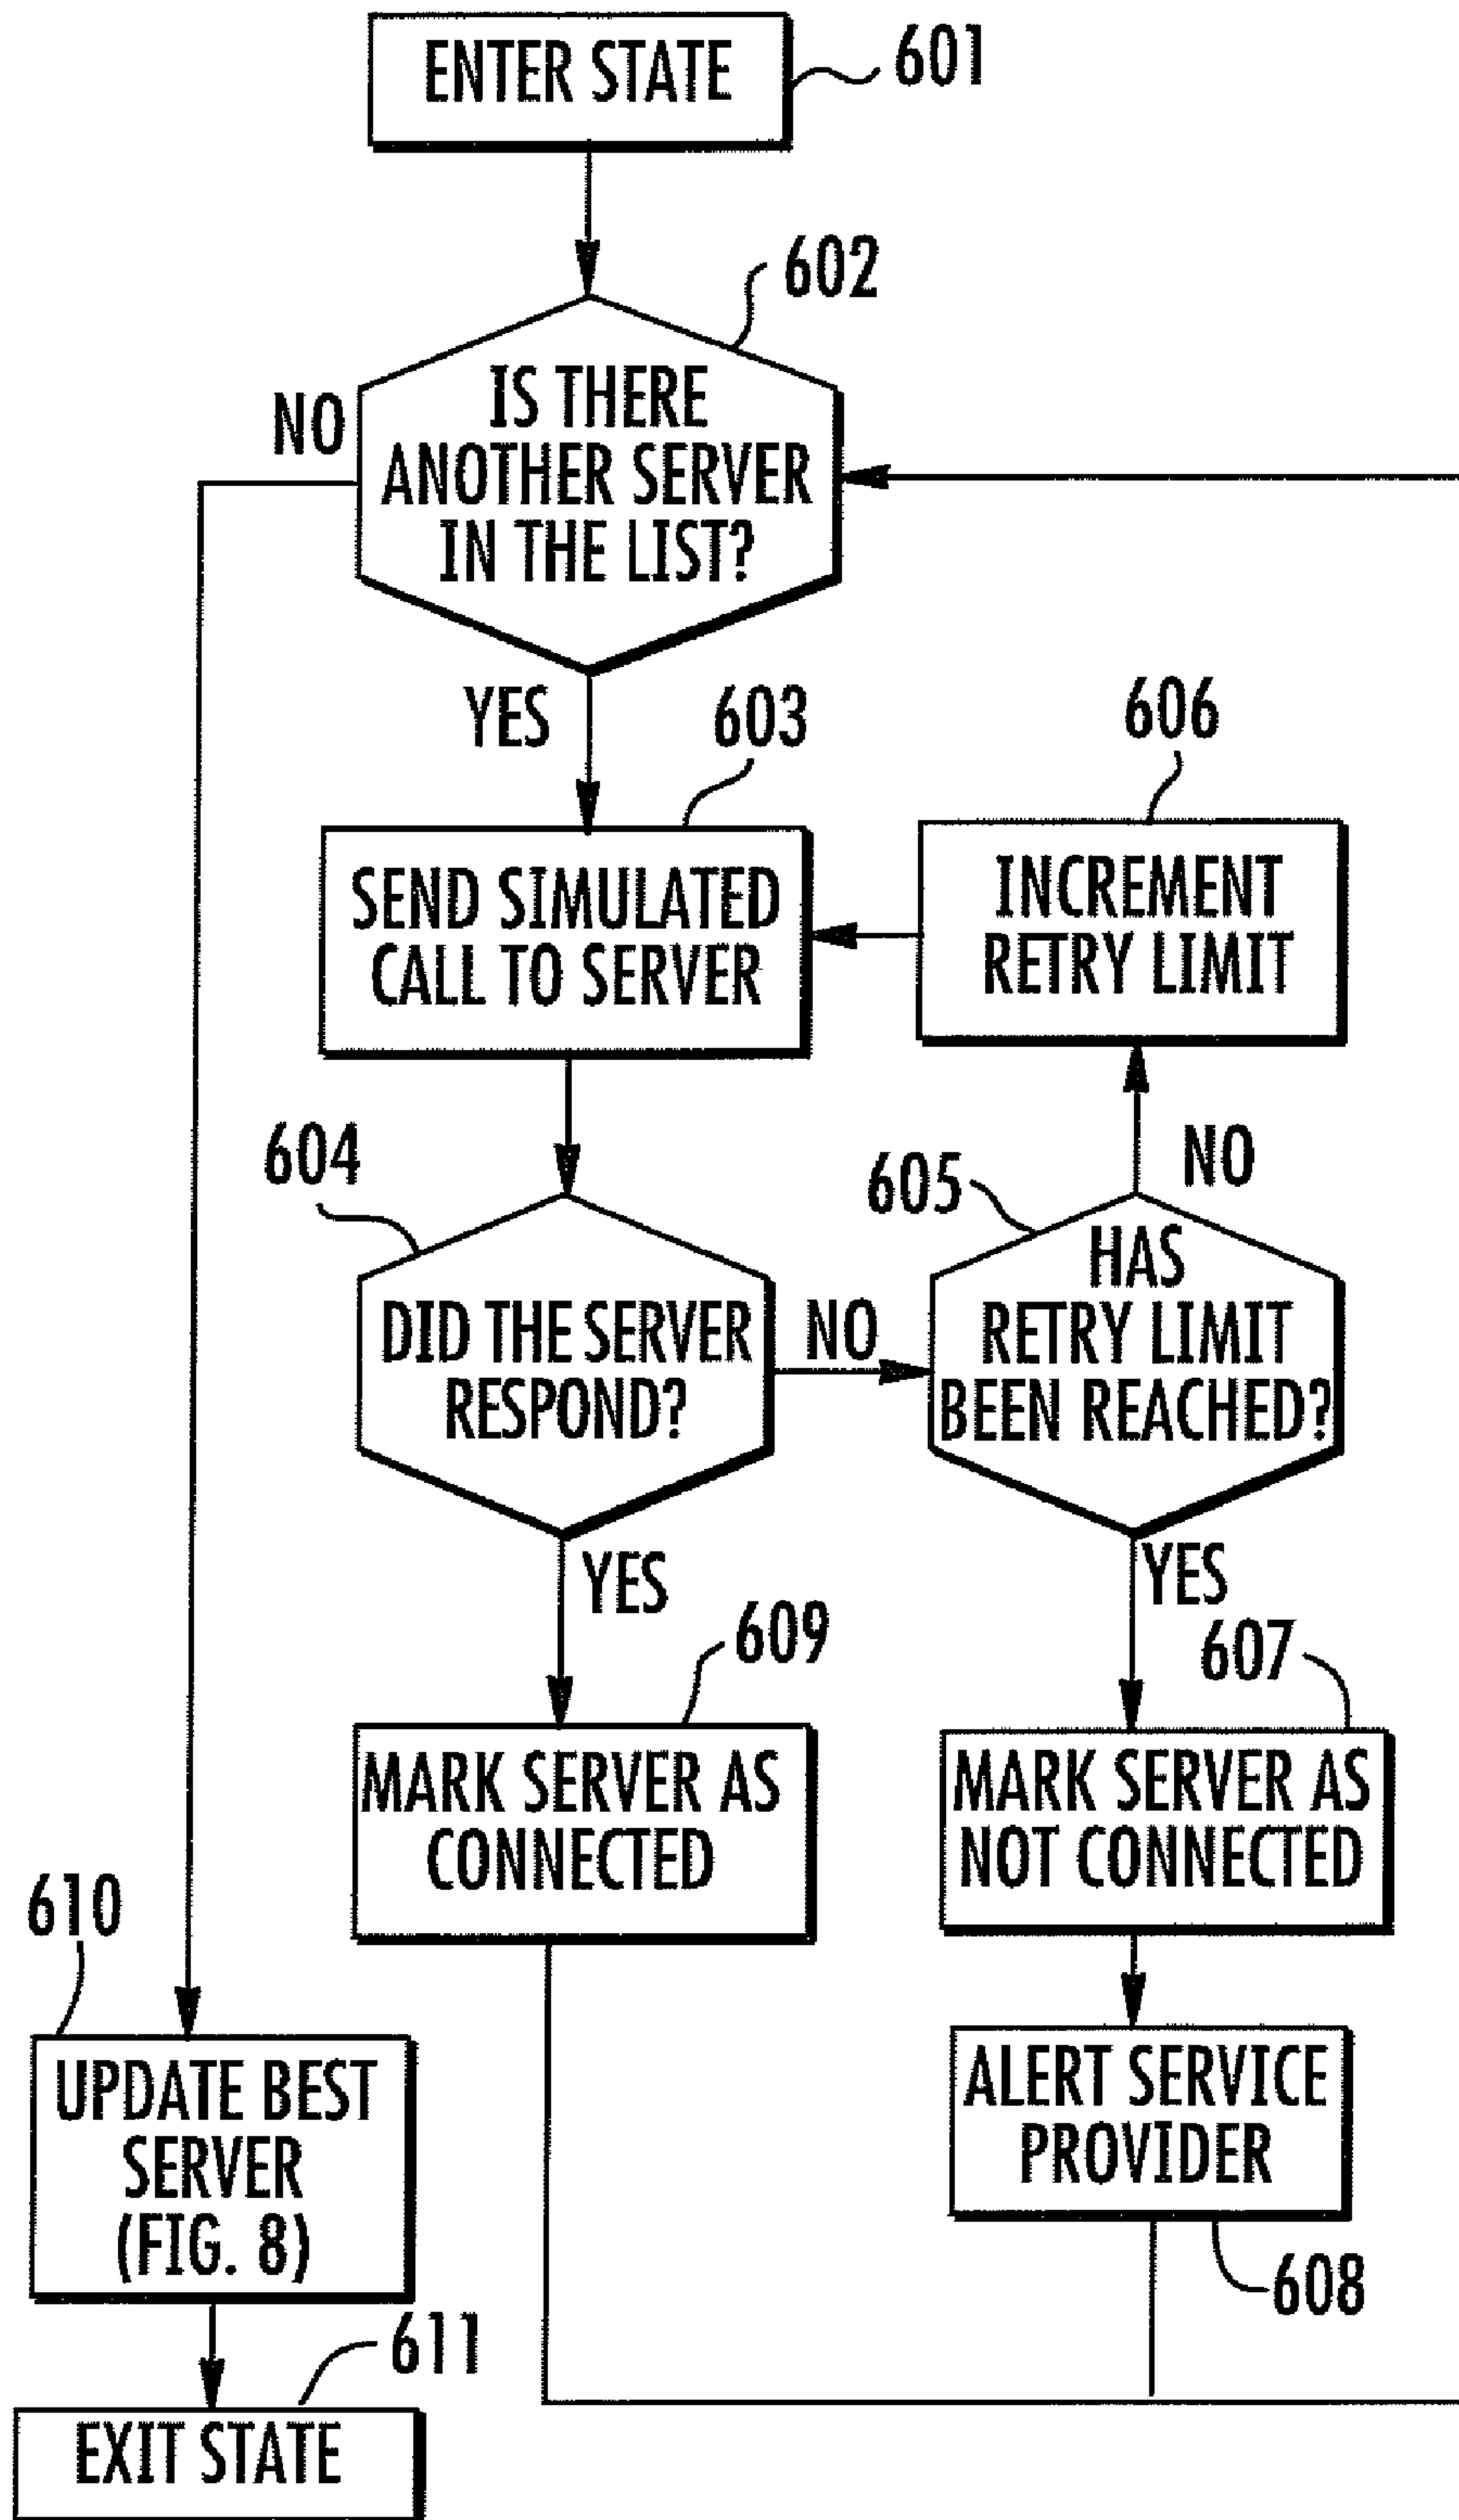 ENTER STATE
601
602
IS THERE
ANOTHER SERVER
IN THE LIST?
NO
YES
603
SEND SIMULATED
CALL TO SERVER
606
INCREMENT
RETRY LIMIT
604
DID THE SERVER
RESPOND?
NO
605
HAS
RETRY LIMIT
BEEN REACHED?
NO
YES
YES
609
MARK SERVER AS
CONNECTED
607
MARK SERVER AS
NOT CONNECTED
610
UPDATE BEST
SERVER
(FIG. 8)
ALERT SERVICE
PROVIDER
608
611
EXIT STATE